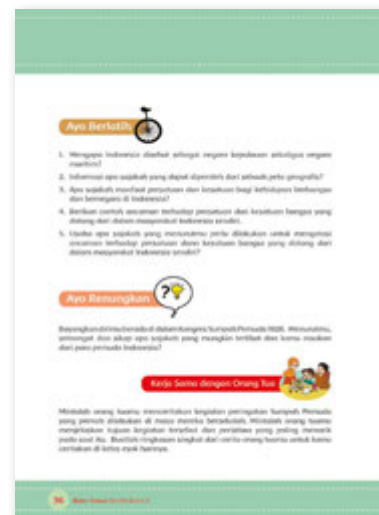 Ayo Berlatih
1. Mengapa Indonesia disebut sebagai negara kepulauan sekaligus negara
maritim?
2. Informasi apa sajakah yang dapat diperoleh dari sebuah peta geografis?
3. Apa sajakah manfaat persatuan dan kesatuan bagi kehidupan berbangsa
dan bernegara di Indonesia?
4. Berikan contoh ancaman terhadap persatuan dan kesatuan bangsa yang
datang dari dalam masyarakat Indonesia sendiri.
5. Usaha apa sajakah yang menurutmu perlu dilakukan untuk mengatasi
ancaman terhadap persatuan dan kesatuan bangsa yang datang dari
dalam masyarakat Indonesia sendiri?
Ayo Renungkan
Bayangkan dirimu berada di dalam Kongres Sumpah Pemuda 1928. Menurutmu,
semangat dan sikap apa sajakah yang mungkin terlihat dan kamu rasakan
dari para pemuda Indonesia?
Kerja Sama dengan Orang Tua
Mintalah orang tuamu menceritakan kegiatan peringatan Sumpah Pemuda
yang pernah dilakukan di masa mereka bersekolah. Mintalah orang tuamu
menjelaskan tujuan kegiatan tersebut dan peristiwa yang paling menarik
pada saat itu. Buatlah ringkasan singkat dari cerita orang tuamu untuk kamu
ceritakan di kelas esok harinya.
36 Buku Siswa